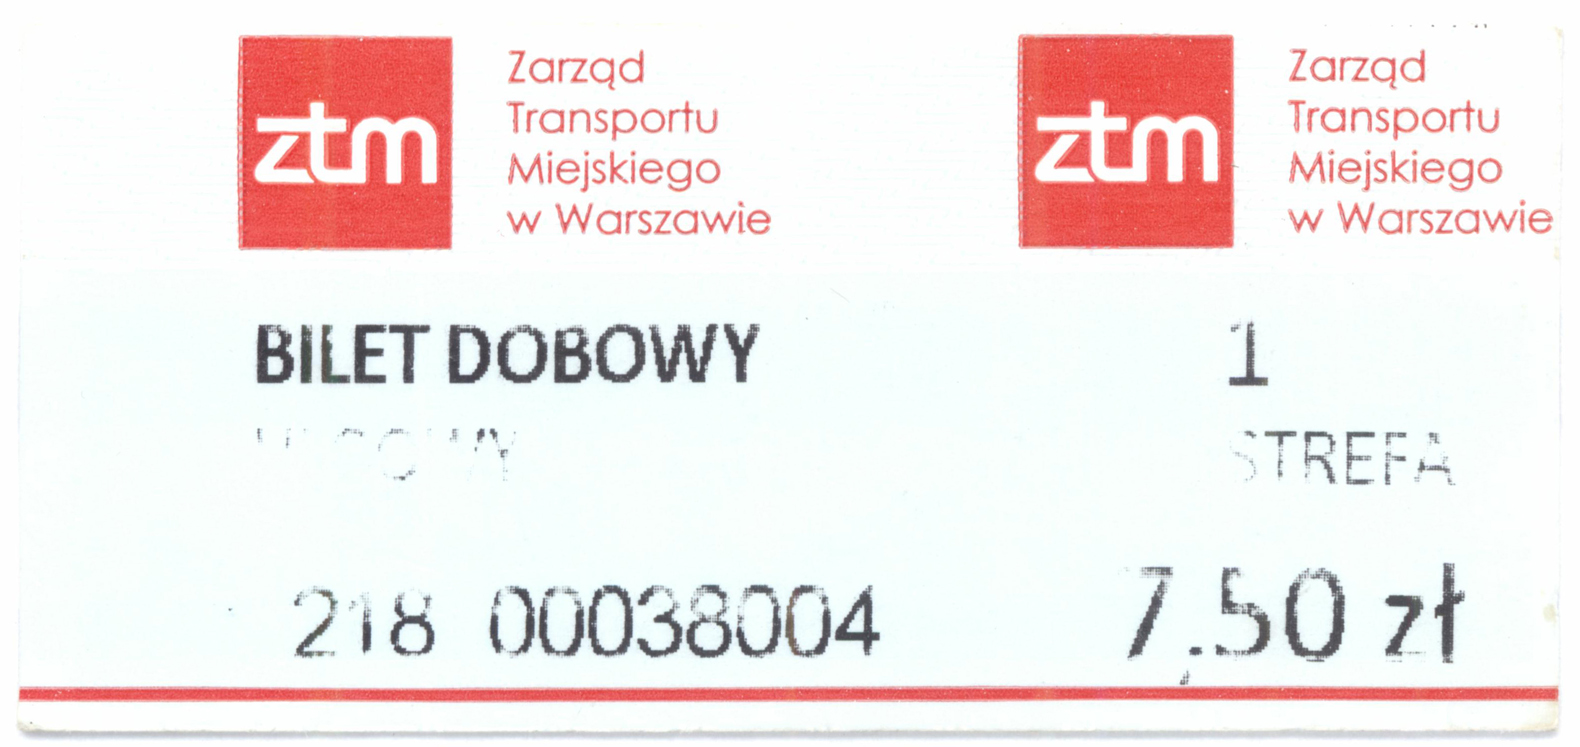 ztm
Zarząd
Transportu
Miejskiego
w Warszawie
ztm
Zarząd
Transportu
Miejskiego
w Warszawie
BILET DOBOWY 1
STREFA
218 00038004 7,50 zł